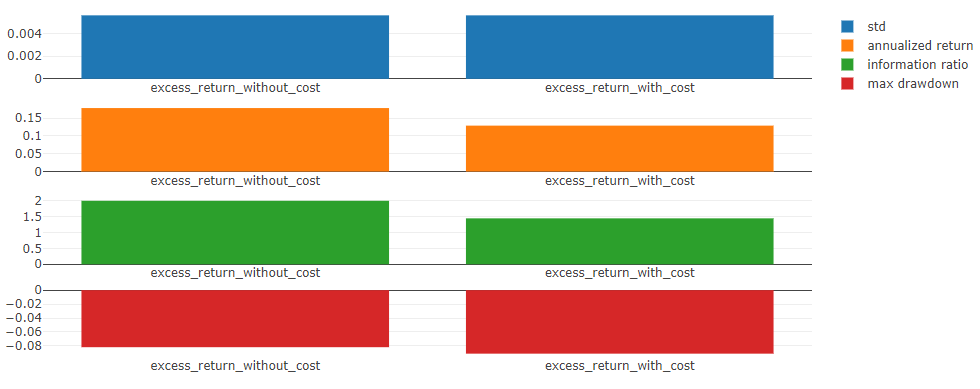 std
annualized return
information ratio
max drawdown
0.004
0.002
0
excess_return_without_cost
excess_return_with_cost
0.15
0.1
0.05
0
excess_return_without_cost
excess_return_with_cost
2
1.5
1
0.5
0
excess_return_without_cost
excess_return_with_cost
0
−0.02
−0.04
−0.06
−0.08
excess_return_without_cost
excess_return_with_cost